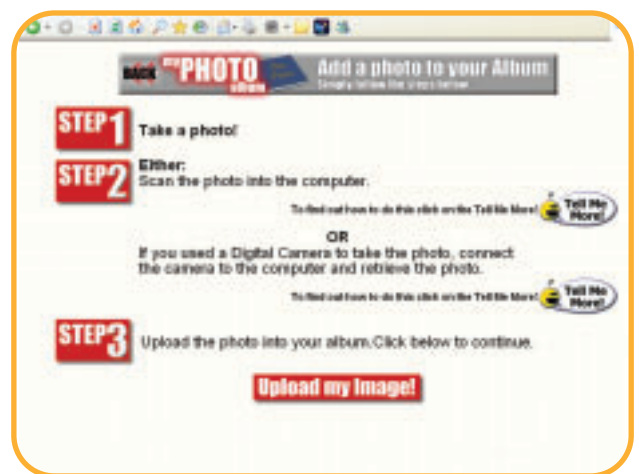 BACK my PHOTO album Add a photo to your Album
Simply follow the steps below
STEP 1 Take a photo!
STEP 2 Either:
Scan the photo into the computer.
To find out how to do this click on the Tell Me More! Tell Me More!
OR
If you used a Digital Camera to take the photo, connect
the camera to the computer and retrieve the photo.
To find out how to do this click on the Tell Me More! Tell Me More!
STEP 3 Upload the photo into your album.Click below to continue.
Upload my Image!